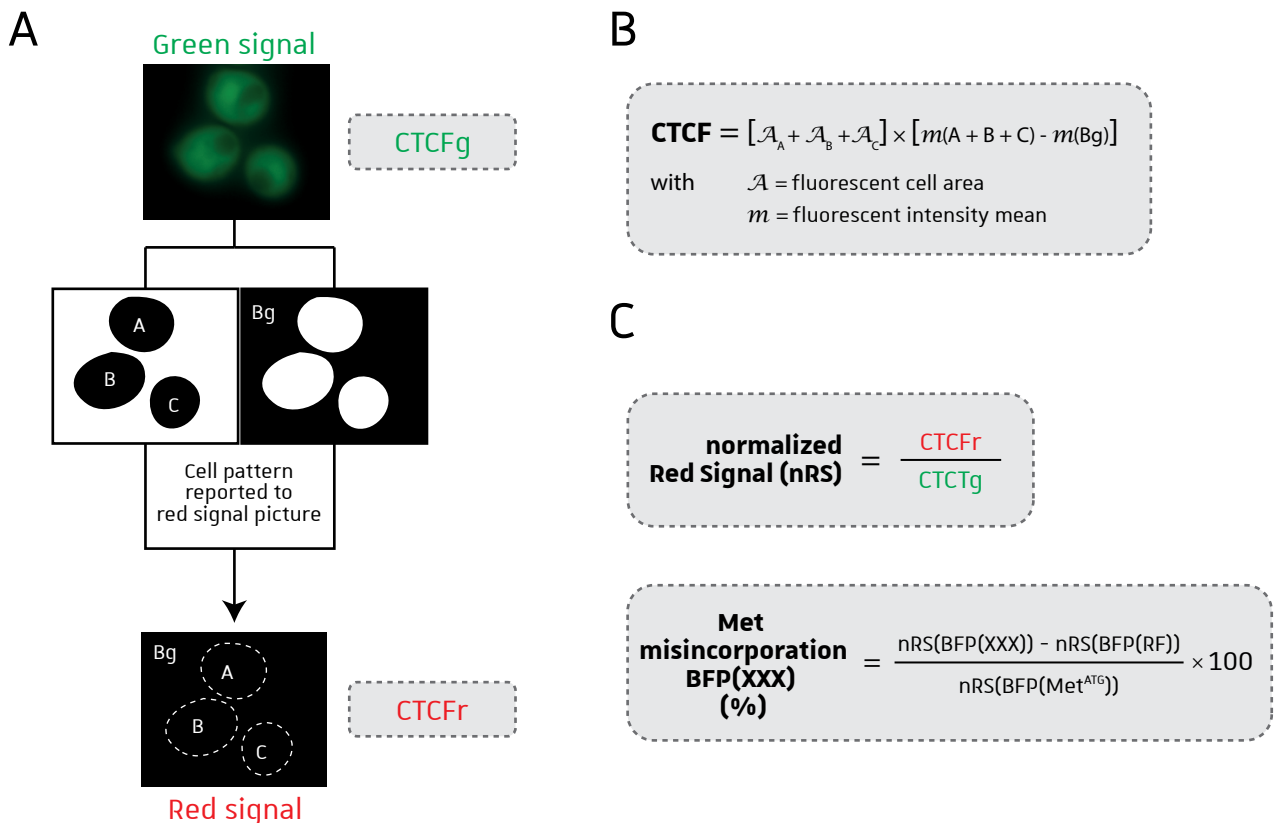 A
Green signal
CTCFg
A
B
C
Bg
Cell pattern
reported to
red signal picture
Bg
A
B
C
CTCFr
Red signal
B
CTCF = [𝒜A + 𝒜B + 𝒜C] × [m(A + B + C) - m(Bg)]
with 𝒜 = fluorescent cell area
m = fluorescent intensity mean
C
normalized
Red Signal (nRS) = CTCFr
CTCTg
Met
misincorporation
BFP(XXX)
(%)
= nRS(BFP(XXX)) - nRS(BFP(RF))
nRS(BFP(Met^ATG))
× 100